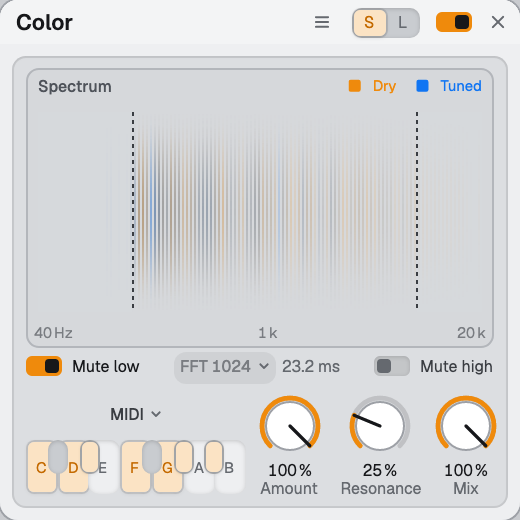 Color S L
Spectrum Dry Tuned
40 Hz 1 k 20 k
Mute low FFT 1024 23.2 ms Mute high
MIDI
C D E F G A B
100 % 25 % 100 %
Amount Resonance Mix